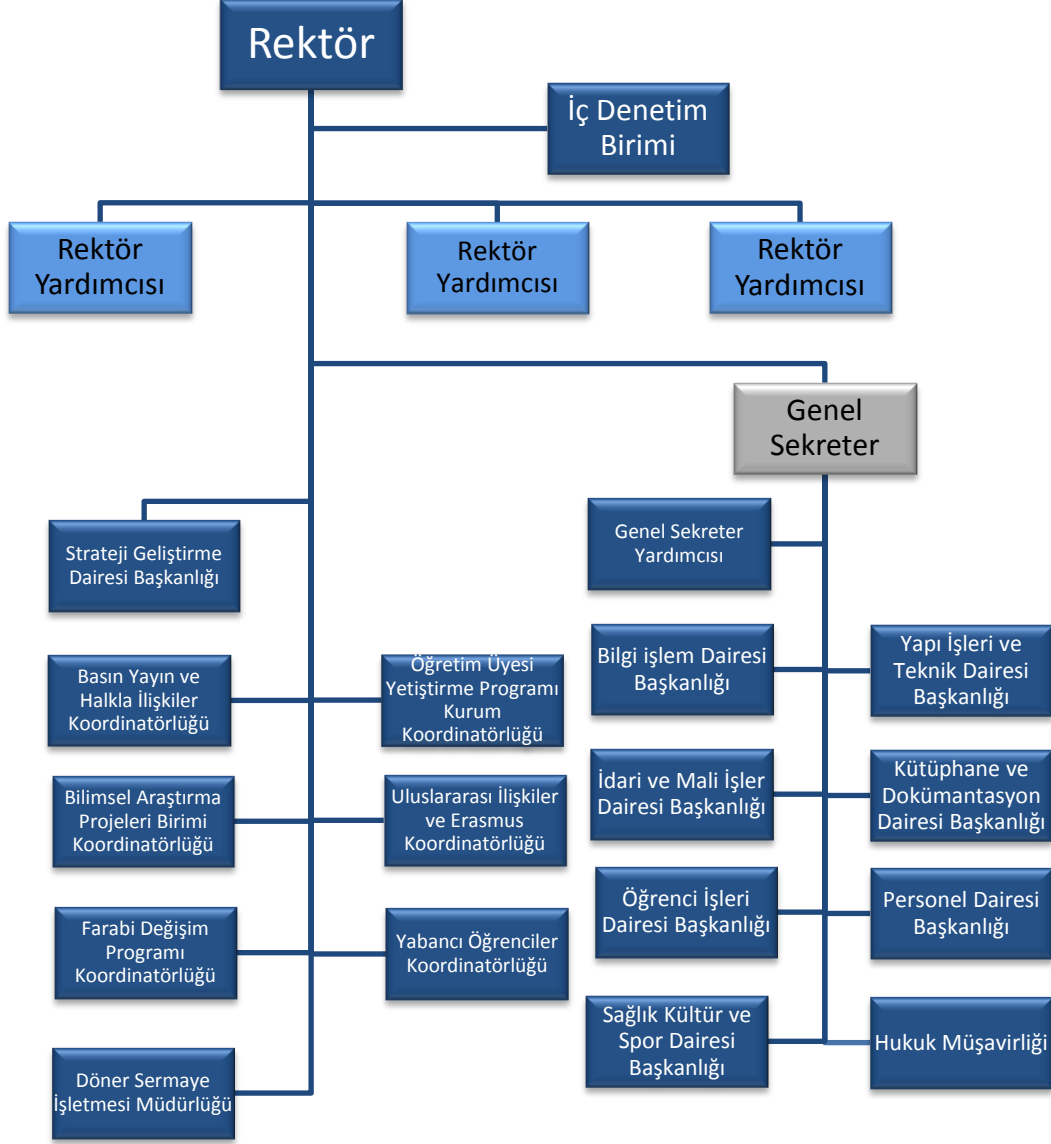 Rektör
İç Denetim
Birimi
Rektör
Yardımcısı
Rektör
Yardımcısı
Rektör
Yardımcısı
Genel
Sekreter
Strateji Geliştirme
Dairesi Başkanlığı
Genel Sekreter
Yardımcısı
Basın Yayın ve
Halkla İlişkiler
Koordinatörlüğü
Öğretim Üyesi
Yetiştirme Programı
Kurum
Koordinatörlüğü
Bilgi işlem Dairesi
Başkanlığı
Yapı İşleri ve
Teknik Dairesi
Başkanlığı
Bilimsel Araştırma
Projeleri Birimi
Koordinatörlüğü
Uluslararası İlişkiler
ve Erasmus
Koordinatörlüğü
İdari ve Mali İşler
Dairesi Başkanlığı
Kütüphane ve
Dokümantasyon
Dairesi Başkanlığı
Farabi Değişim
Programı
Koordinatörlüğü
Yabancı Öğrenciler
Koordinatörlüğü
Öğrenci İşleri
Dairesi Başkanlığı
Personel Dairesi
Başkanlığı
Döner Sermaye
İşletmesi Müdürlüğü
Sağlık Kültür ve
Spor Dairesi
Başkanlığı
Hukuk Müşavirliği